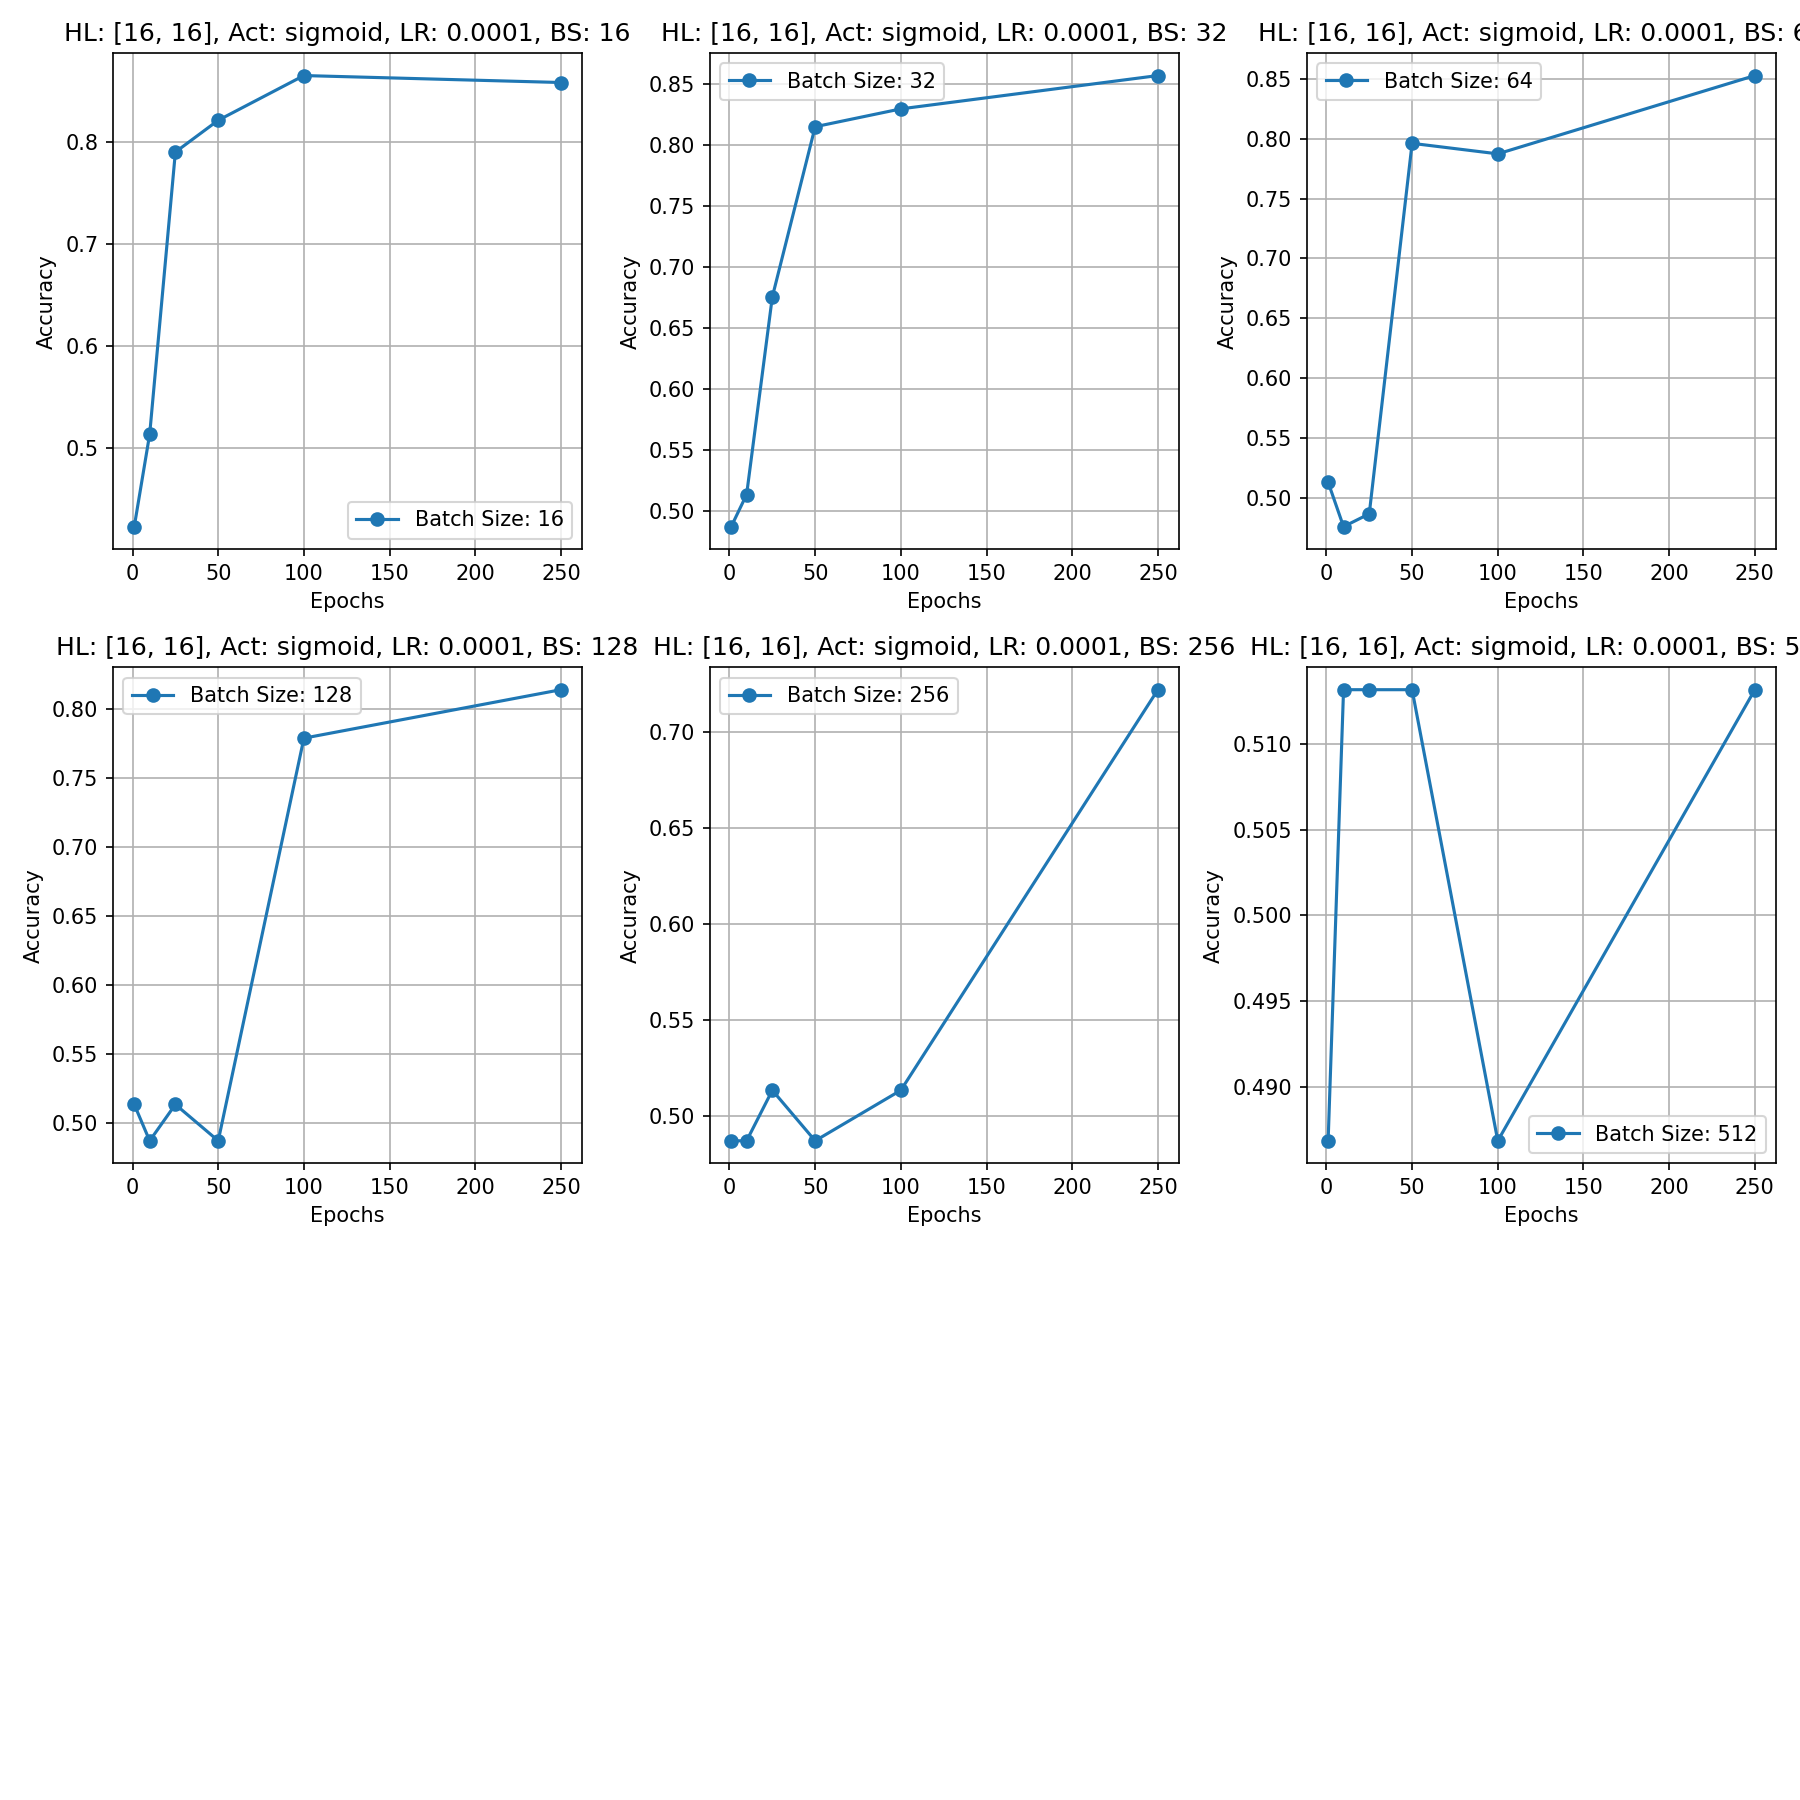 HL: [16, 16], Act: sigmoid, LR: 0.0001, BS: 16
Accuracy
0.8
0.7
0.6
0.5
Batch Size: 16
0 50 100 150 200 250
Epochs
HL: [16, 16], Act: sigmoid, LR: 0.0001, BS: 32
Accuracy
0.85
0.80
0.75
0.70
0.65
0.60
0.55
0.50
Batch Size: 32
0 50 100 150 200 250
Epochs
HL: [16, 16], Act: sigmoid, LR: 0.0001, BS: 6
Accuracy
0.85
0.80
0.75
0.70
0.65
0.60
0.55
0.50
Batch Size: 64
0 50 100 150 200 250
Epochs
HL: [16, 16], Act: sigmoid, LR: 0.0001, BS: 128
Accuracy
0.80
0.75
0.70
0.65
0.60
0.55
0.50
Batch Size: 128
0 50 100 150 200 250
Epochs
HL: [16, 16], Act: sigmoid, LR: 0.0001, BS: 256
Accuracy
0.70
0.65
0.60
0.55
0.50
Batch Size: 256
0 50 100 150 200 250
Epochs
HL: [16, 16], Act: sigmoid, LR: 0.0001, BS: 5
Accuracy
0.510
0.505
0.500
0.495
0.490
Batch Size: 512
0 50 100 150 200 250
Epochs